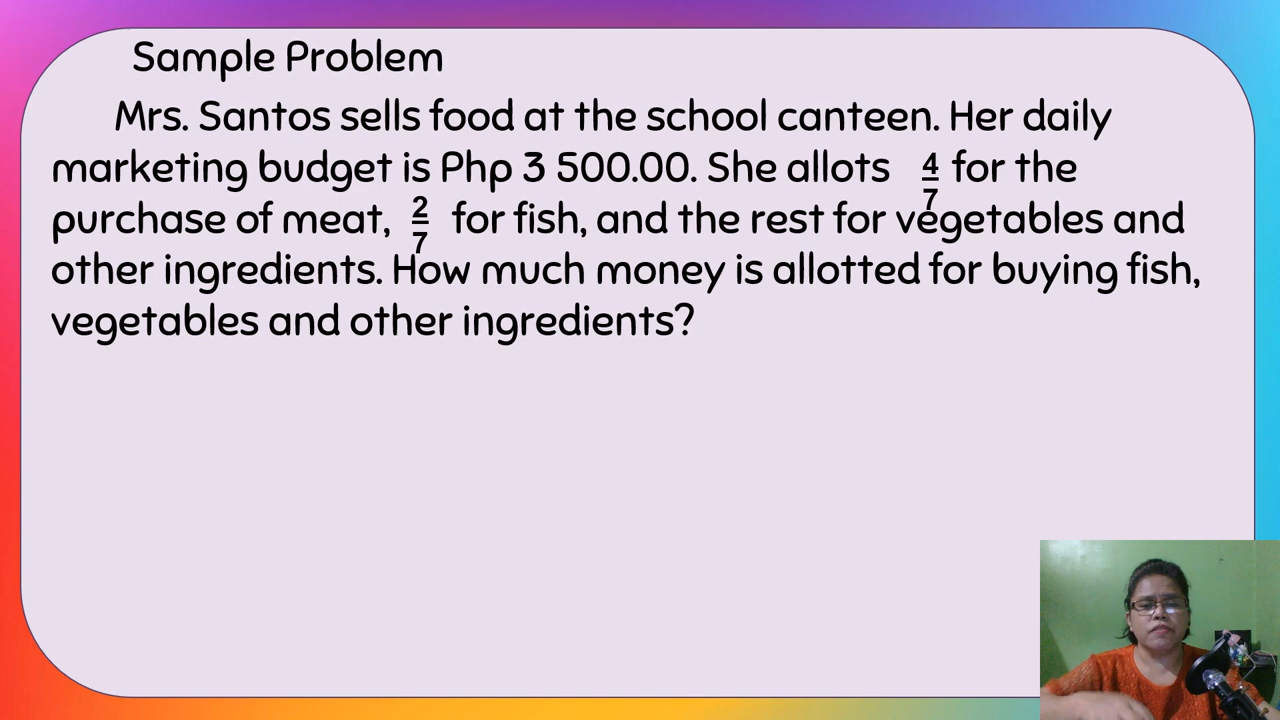 Sample Problem
Mrs. Santos sells food at the school canteen. Her daily
marketing budget is Php 3 500.00. She allots 4/7 for the
purchase of meat, 2/7 for fish, and the rest for vegetables and
other ingredients. How much money is allotted for buying fish,
vegetables and other ingredients?